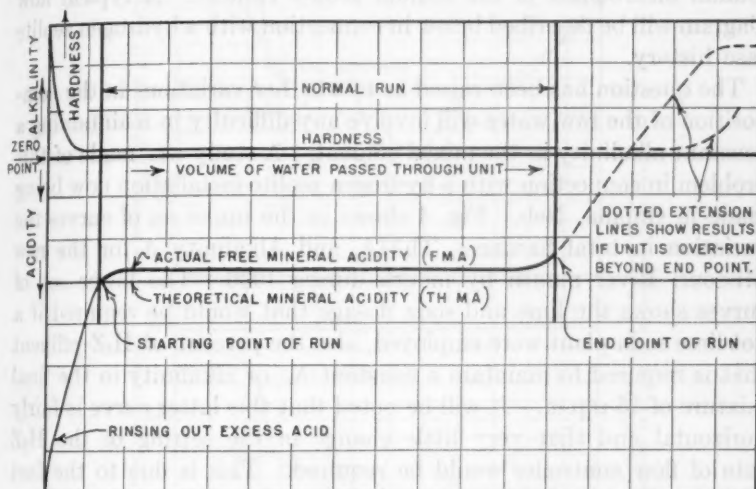 ALKALINITY
HARDNESS
NORMAL RUN
HARDNESS
ZERO
POINT
VOLUME OF WATER PASSED THROUGH UNIT
ACIDITY
DOTTED EXTENSION
LINES SHOW RESULTS
IF UNIT IS OVER-RUN
BEYOND END POINT.
ACTUAL FREE MINERAL ACIDITY (FMA)
THEORETICAL MINERAL ACIDITY (THMA)
STARTING POINT OF RUN
END POINT OF RUN
RINSING OUT EXCESS ACID